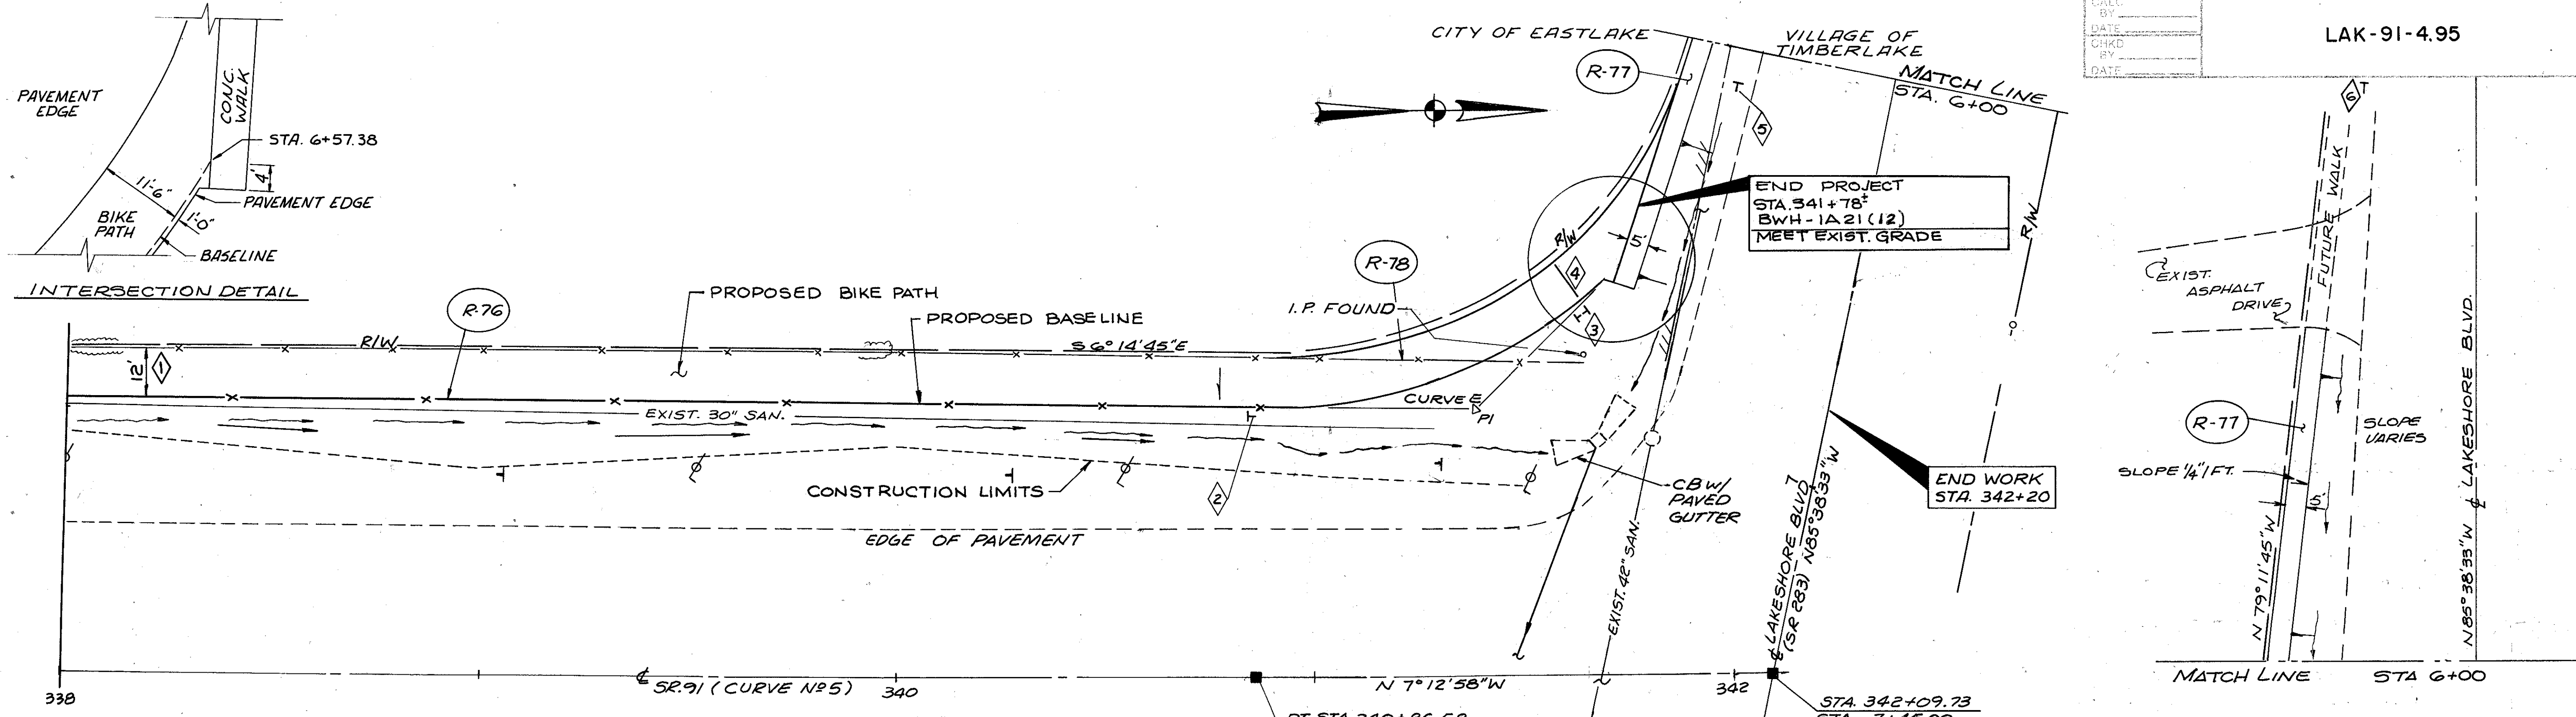 CALC.
BY
DATE
CHKD
BY
DATE
LAK-91-4.95
CITY OF EASTLAKE
VILLAGE OF
TIMBERLAKE
MATCH LINE
STA. 6+00
R-77
5
PAVEMENT
EDGE
CONC.
WALK
STA. 6+57.38
4'
11'-6"
PAVEMENT EDGE
1'-0"
BIKE
PATH
BASELINE
INTERSECTION DETAIL
END PROJECT
STA. 341+78±
BWH-1A21(12)
MEET EXIST. GRADE
R/W
R/W
5'
4
3
R-78
I.P. FOUND
R-76
PROPOSED BIKE PATH
PROPOSED BASELINE
R/W
S 6° 14' 45" E
12'
1
EXIST. 30" SAN.
CURVE E
PI
2
CONSTRUCTION LIMITS
EDGE OF PAVEMENT
CB W/
PAVED
GUTTER
EXIST. 42" SAN.
℄ LAKESHORE BLVD.
(SR 283) N85°38'33"W
END WORK
STA. 342+20
338
℄ SR.91 (CURVE Nº5)
340
N 7° 12' 58" W
342
STA. 342+09.73
6
T
FUTURE WALK
EXIST.
ASPHALT
DRIVE
R-77
SLOPE
VARIES
SLOPE 1/4"/FT.
5'
N 79° 11' 45" W
N85°38'33"W ℄ LAKESHORE BLVD.
MATCH LINE STA 6+00